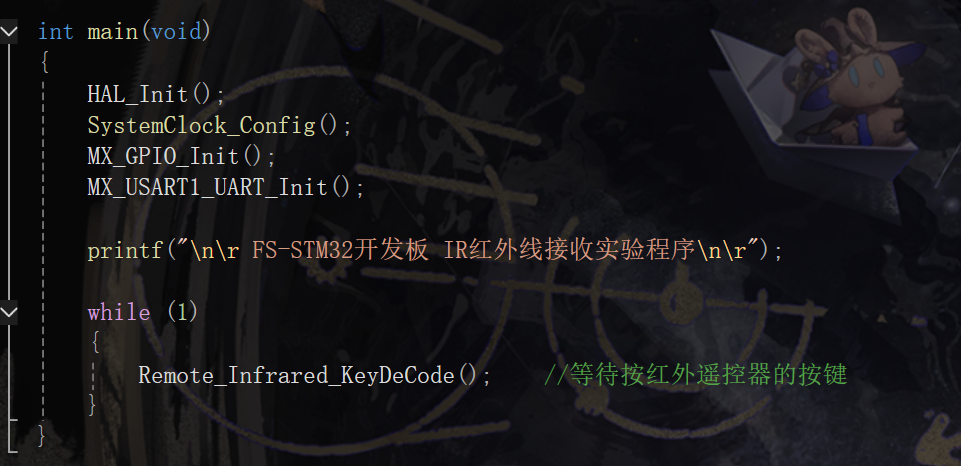 int main(void)
{
HAL_Init();
SystemClock_Config();
MX_GPIO_Init();
MX_USART1_UART_Init();
printf("\n\r FS-STM32开发板 IR红外线接收实验程序\n\r");
while (1)
{
Remote_Infrared_KeyDeCode(); //等待按红外遥控器的按键
}
}